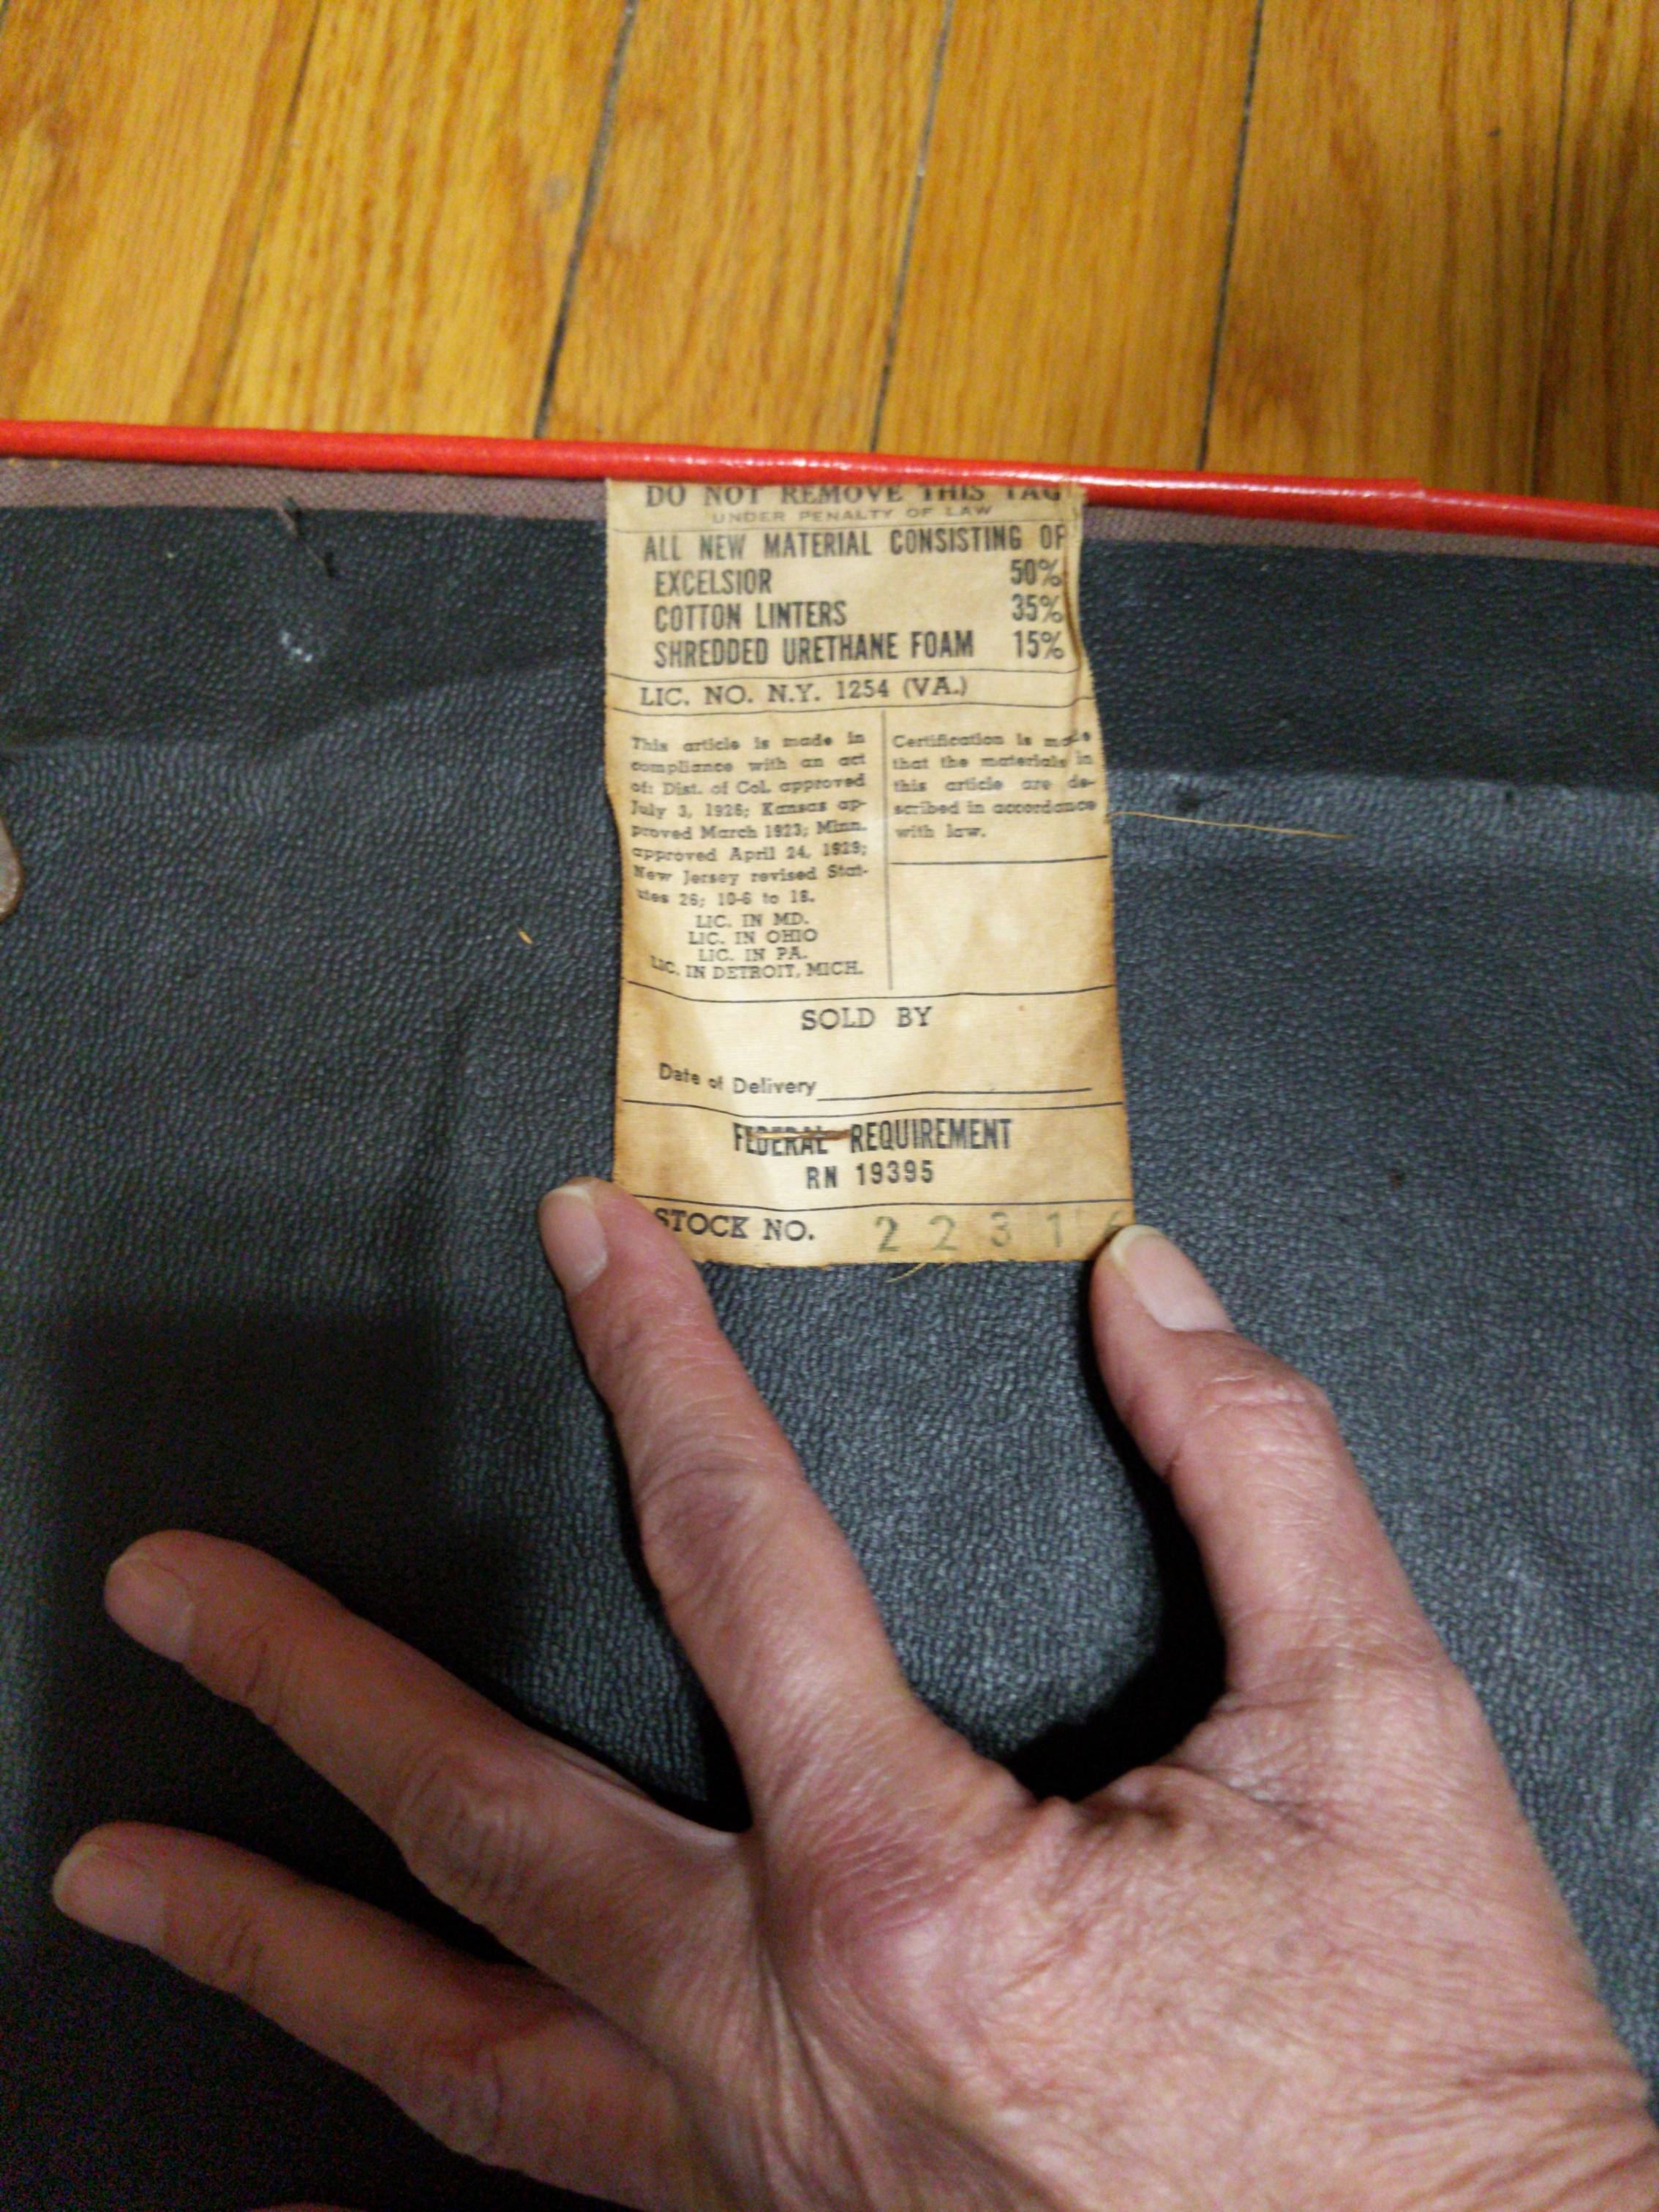 DO NOT REMOVE THIS TAG
UNDER PENALTY OF LAW
ALL NEW MATERIAL CONSISTING OF
EXCELSIOR 50%
COTTON LINTERS 35%
SHREDDED URETHANE FOAM 15%
LIC. NO. N.Y. 1254 (VA.)
This article is made in
compliance with an act
of: Dist. of Col. approved
July 3, 1926; Kansas ap-
proved March 1923; Minn.
approved April 24, 1929;
New Jersey revised Stat-
utes 26; 10-6 to 18.
LIC. IN MD.
LIC. IN OHIO
LIC. IN PA.
LIC. IN DETROIT, MICH.
Certification is made
that the materials in
this article are de-
scribed in accordance
with law.
SOLD BY
Date of Delivery
FEDERAL REQUIREMENT
RN 19395
STOCK NO. 2231